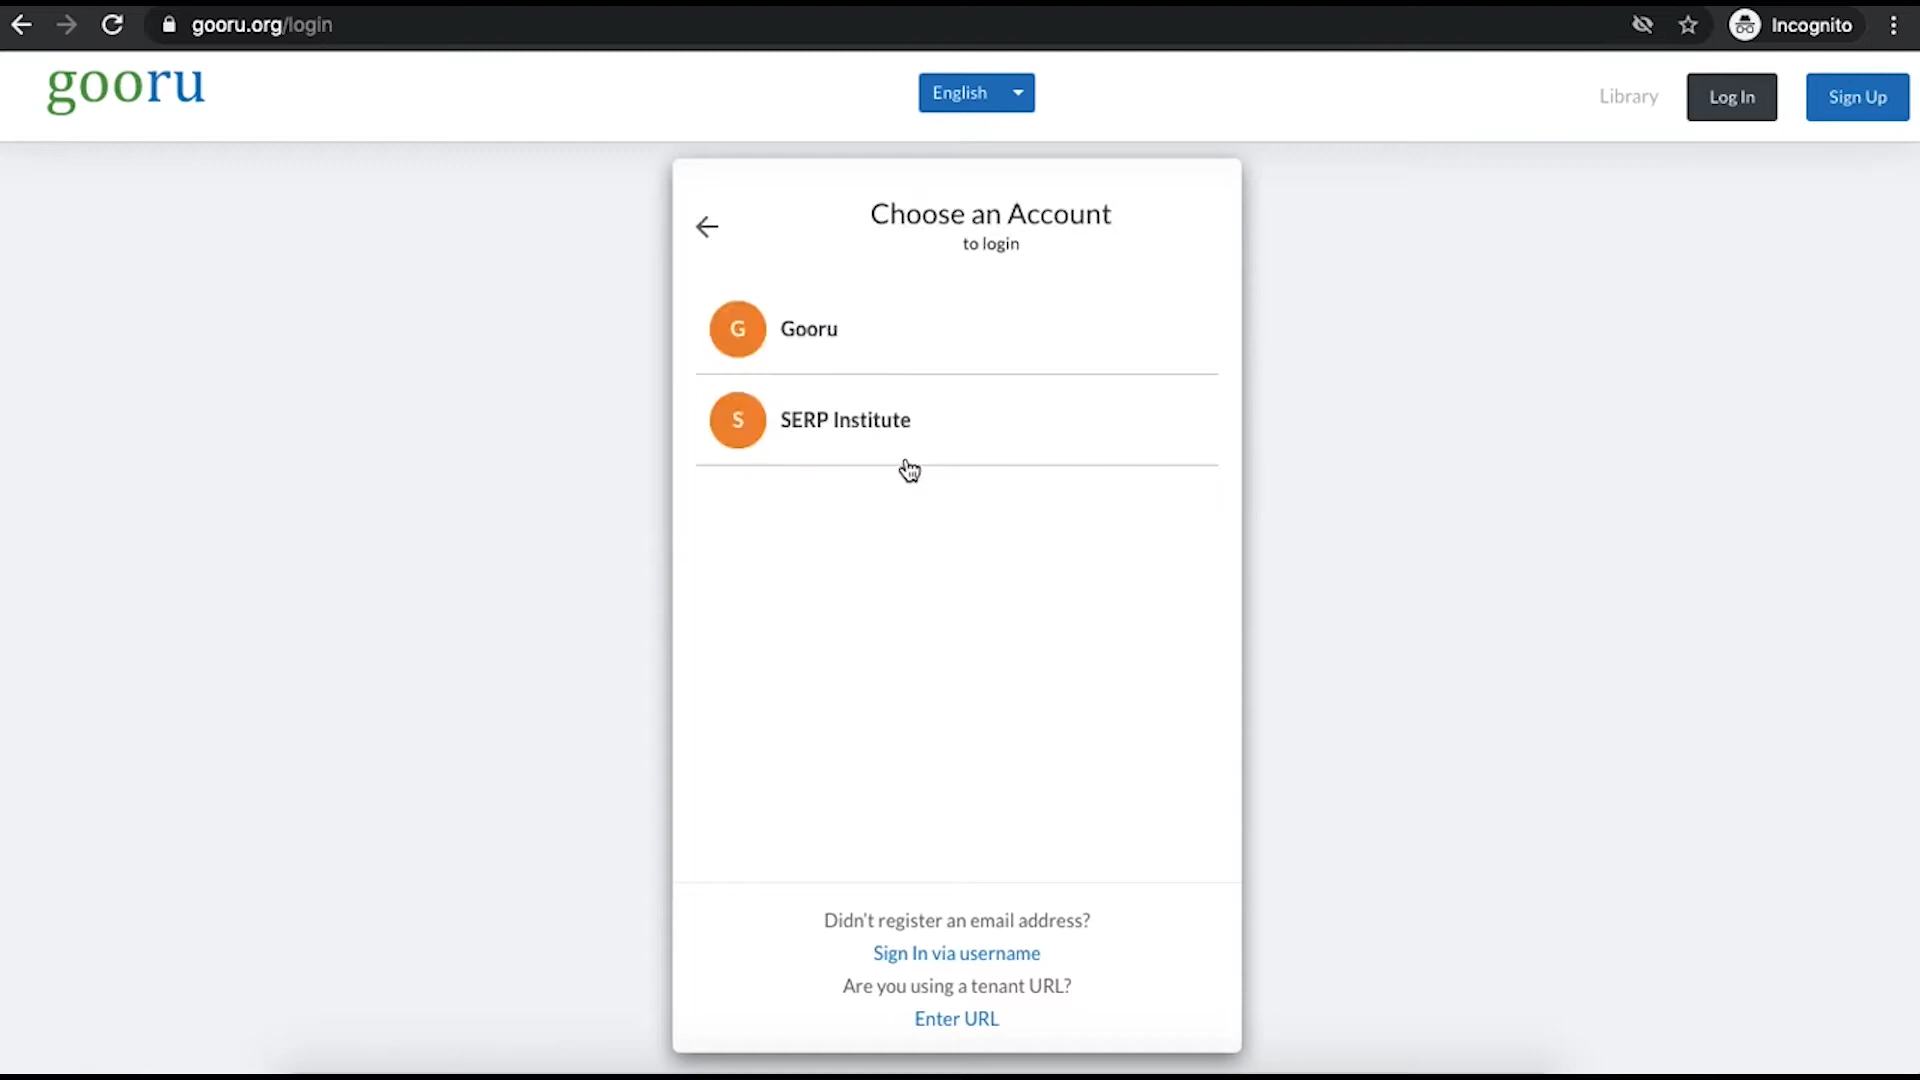 gooru.org/login
Incognito
gooru
English
Library
Log In
Sign Up
Choose an Account
to login
G
Gooru
S
SERP Institute
Didn't register an email address?
Sign In via username
Are you using a tenant URL?
Enter URL